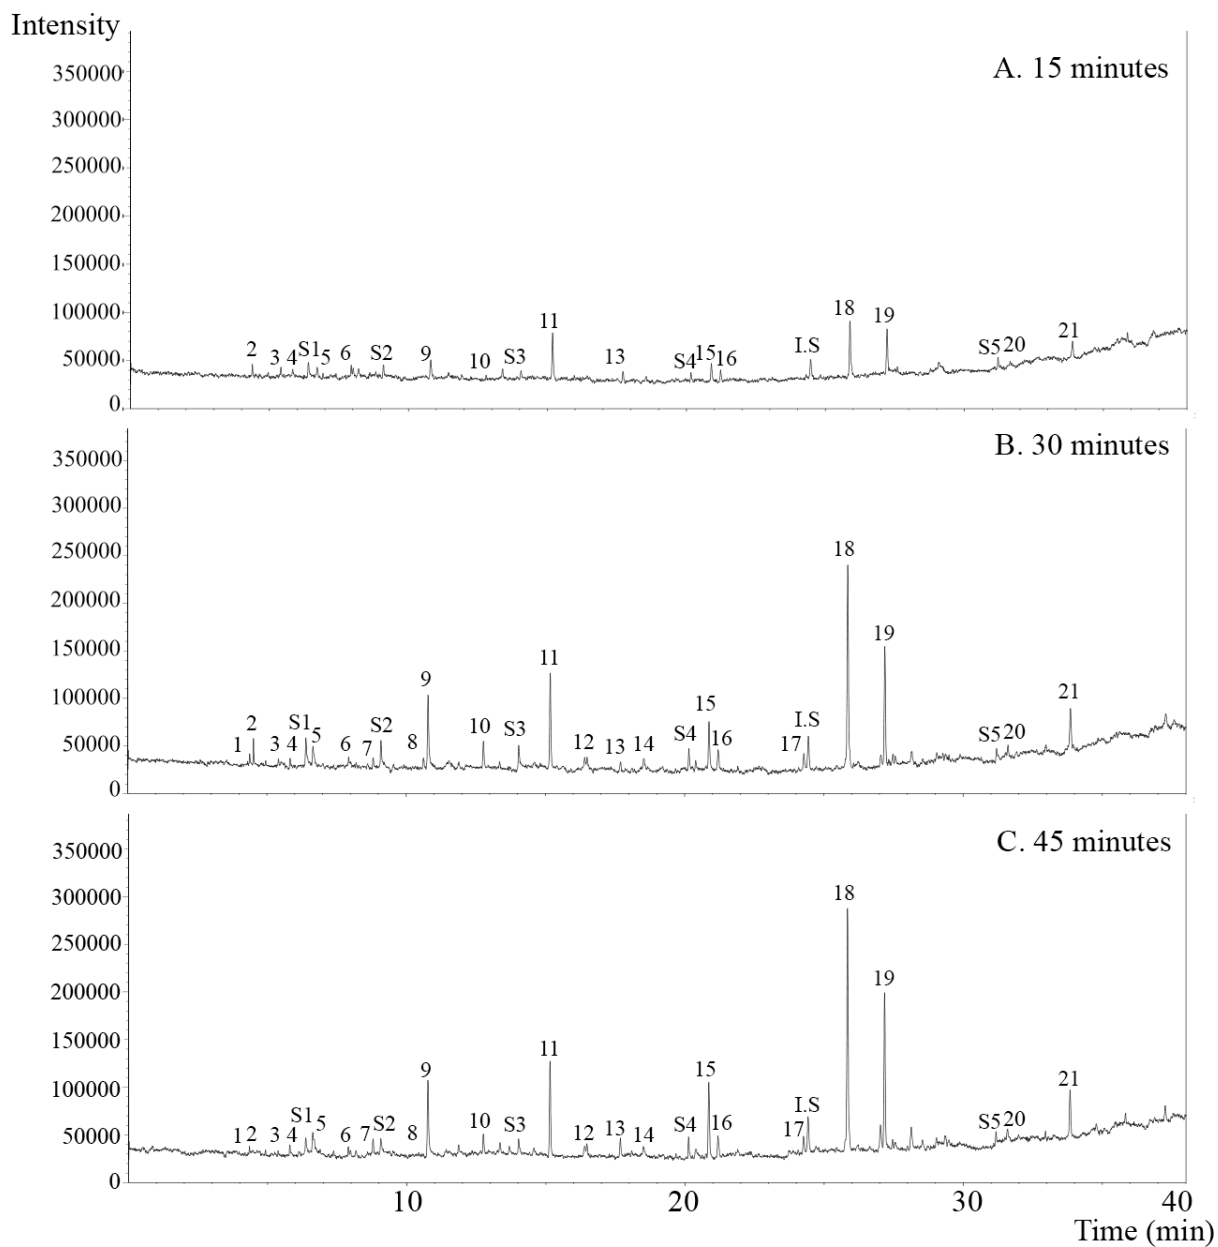 Intensity
A. 15 minutes
350000
300000
250000
200000
150000
100000
50000
0
2 3 4 S1 5 6 S2 9 10 S3 11 13 S4 15 16 I.S 18 19 S5 20 21
B. 30 minutes
350000
300000
250000
200000
150000
100000
50000
0
1 2 3 4 S1 5 6 7 S2 8 9 10 S3 11 12 13 14 S4 15 16 17 I.S 18 19 S5 20 21
C. 45 minutes
350000
300000
250000
200000
150000
100000
50000
0
1 2 3 4 S1 5 6 7 S2 8 9 10 S3 11 12 13 14 S4 15 16 17 I.S 18 19 S5 20 21
10 20 30 40
Time (min)